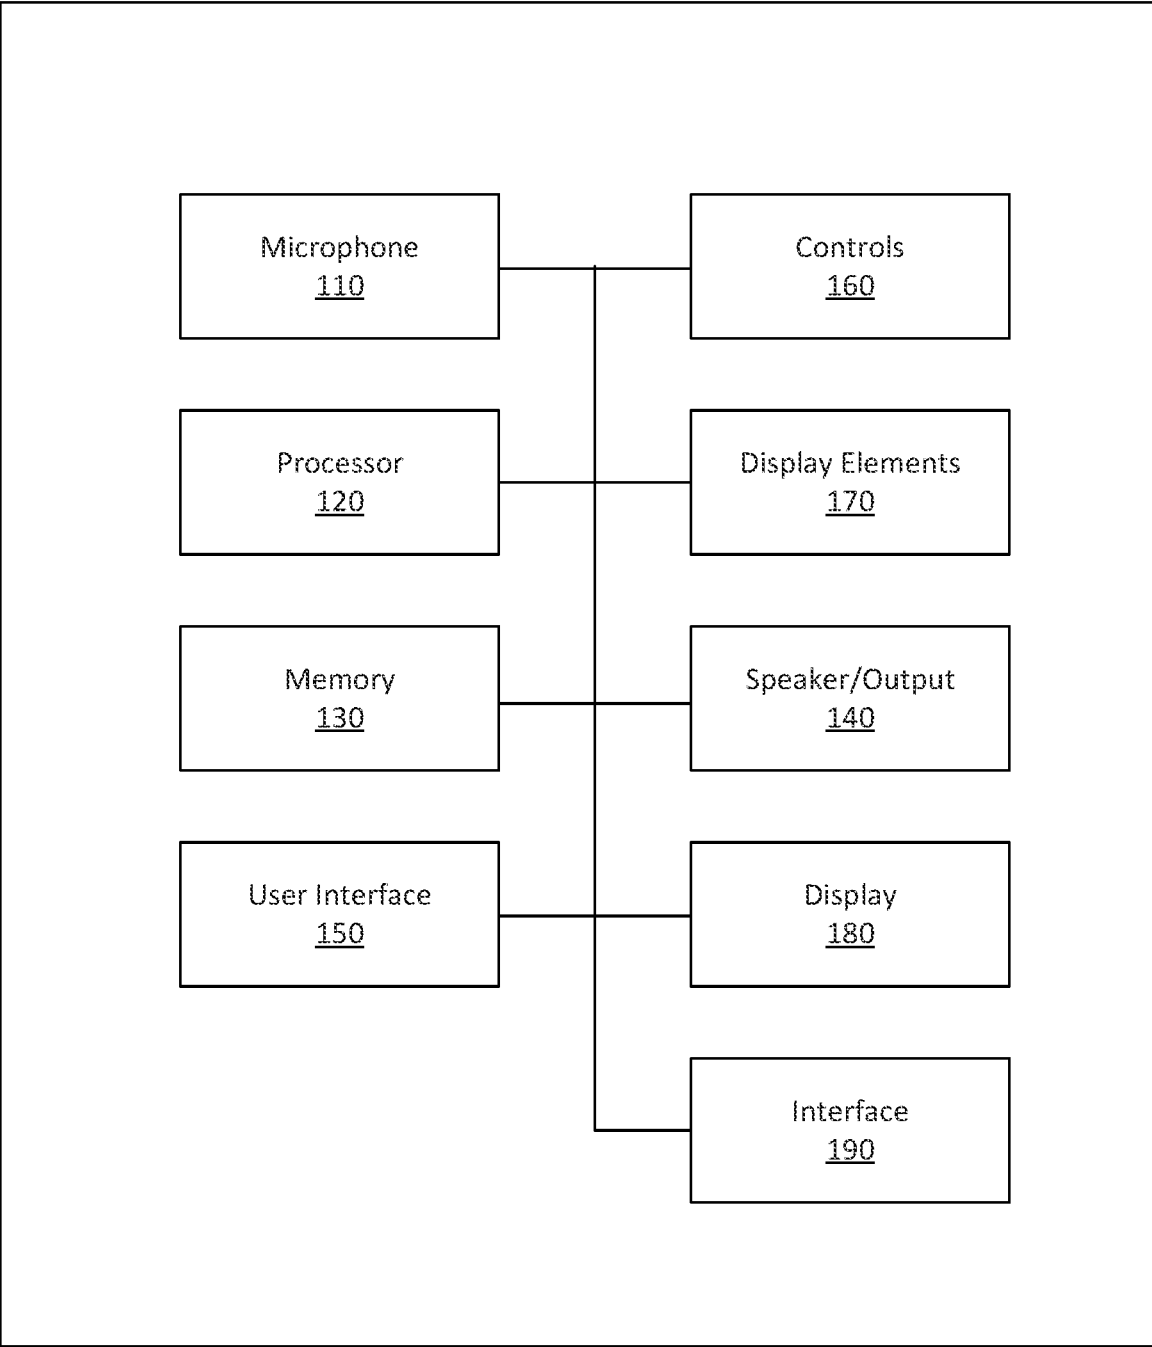 Microphone
110
Controls
160
Processor
120
Display Elements
170
Memory
130
Speaker/Output
140
User Interface
150
Display
180
Interface
190